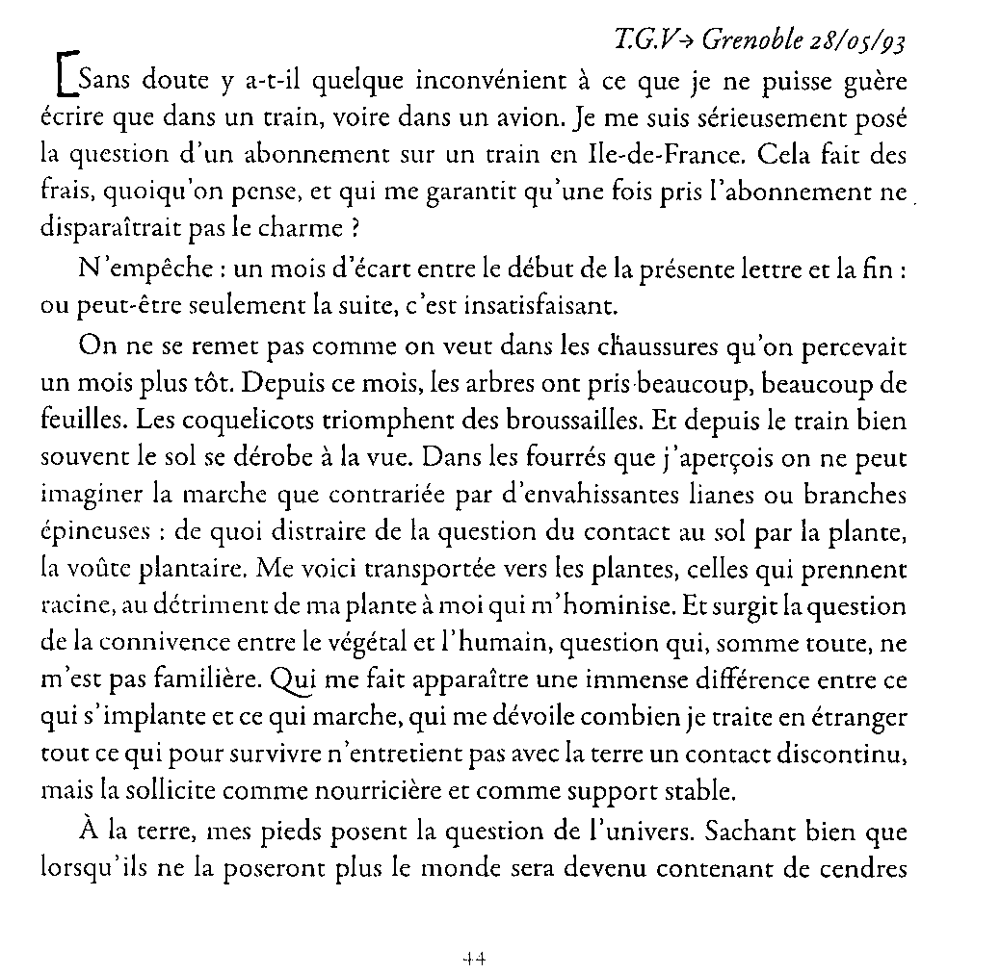 T.G.V→ Grenoble 28/05/93
[Sans doute y a-t-il quelque inconvénient à ce que je ne puisse guère
écrire que dans un train, voire dans un avion. Je me suis sérieusement posé
la question d'un abonnement sur un train en Ile-de-France. Cela fait des
frais, quoiqu'on pense, et qui me garantit qu'une fois pris l'abonnement ne
disparaîtrait pas le charme ?
N'empêche : un mois d'écart entre le début de la présente lettre et la fin :
ou peut-être seulement la suite, c'est insatisfaisant.
On ne se remet pas comme on veut dans les chaussures qu'on percevait
un mois plus tôt. Depuis ce mois, les arbres ont pris beaucoup, beaucoup de
feuilles. Les coquelicots triomphent des broussailles. Et depuis le train bien
souvent le sol se dérobe à la vue. Dans les fourrés que j'aperçois on ne peut
imaginer la marche que contrariée par d'envahissantes lianes ou branches
épineuses : de quoi distraire de la question du contact au sol par la plante,
la voûte plantaire. Me voici transportée vers les plantes, celles qui prennent
racine, au détriment de ma plante à moi qui m'hominise. Et surgit la question
de la connivence entre le végétal et l'humain, question qui, somme toute, ne
m'est pas familière. Qui me fait apparaître une immense différence entre ce
qui s'implante et ce qui marche, qui me dévoile combien je traite en étranger
tout ce qui pour survivre n'entretient pas avec la terre un contact discontinu,
mais la sollicite comme nourricière et comme support stable.
À la terre, mes pieds posent la question de l'univers. Sachant bien que
lorsqu'ils ne la poseront plus le monde sera devenu contenant de cendres
44